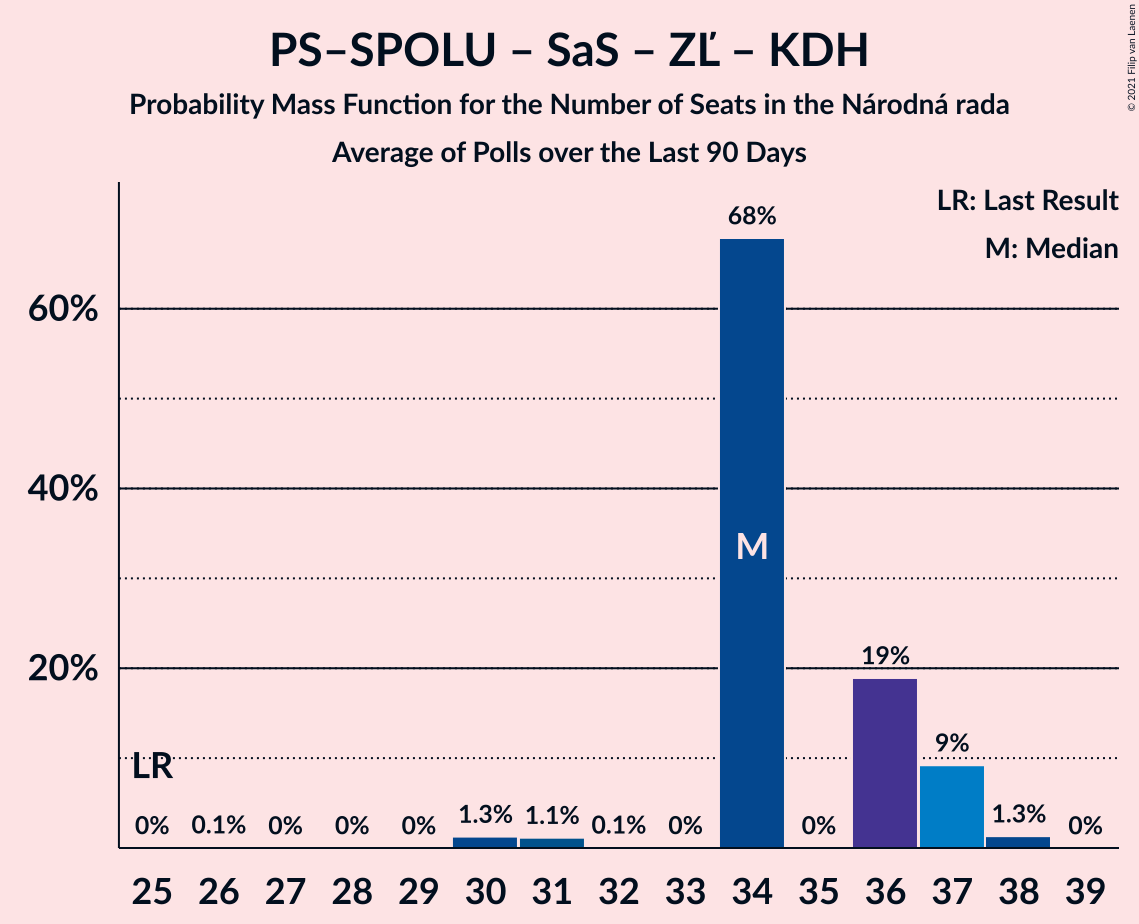 PS–SPOLU – SaS – ZĽ – KDH
Probability Mass Function for the Number of Seats in the Národná rada
Average of Polls over the Last 90 Days
© 2021 Filip van Laenen
LR: Last Result
M: Median
60%
40%
20%
LR
M
0% 0.1% 0% 0% 0% 1.3% 1.1% 0.1% 0% 68% 0% 19% 9% 1.3% 0%
25 26 27 28 29 30 31 32 33 34 35 36 37 38 39